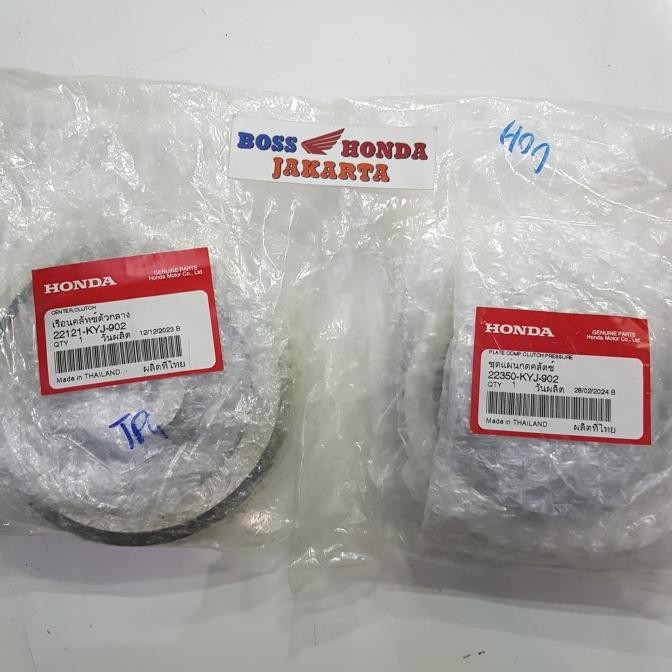 BOSS HONDA
JAKARTA
HONDA
GENUINE PARTS
Honda Motor Co., Ltd.
CENTER,CLUTCH
เรือนคลัทช์ตัวกลาง
22121-KYJ-902
QTY 1 วันผลิต 12/12/2023 B
Made in THAILAND ผลิตที่ไทย
HONDA
GENUINE PARTS
Honda Motor Co., Ltd.
PLATE COMP,CLUTCH PRESSURE
ชุดแผ่นกดคลัตช์
22350-KYJ-902
QTY 1 วันผลิต 28/02/2024 B
Made in THAILAND ผลิตที่ไทย